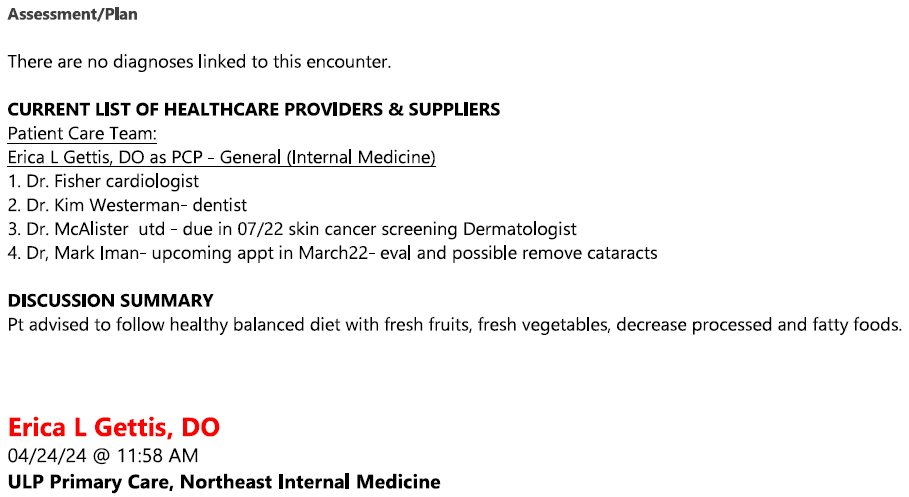 Assessment/Plan
There are no diagnoses linked to this encounter.
CURRENT LIST OF HEALTHCARE PROVIDERS & SUPPLIERS
Patient Care Team:
Erica L Gettis, DO as PCP - General (Internal Medicine)
1. Dr. Fisher cardiologist
2. Dr. Kim Westerman- dentist
3. Dr. McAlister  utd - due in 07/22 skin cancer screening Dermatologist
4. Dr, Mark Iman- upcoming appt in March22- eval and possible remove cataracts
DISCUSSION SUMMARY
Pt advised to follow healthy balanced diet with fresh fruits, fresh vegetables, decrease processed and fatty foods.
Erica L Gettis, DO
04/24/24 @ 11:58 AM
ULP Primary Care, Northeast Internal Medicine